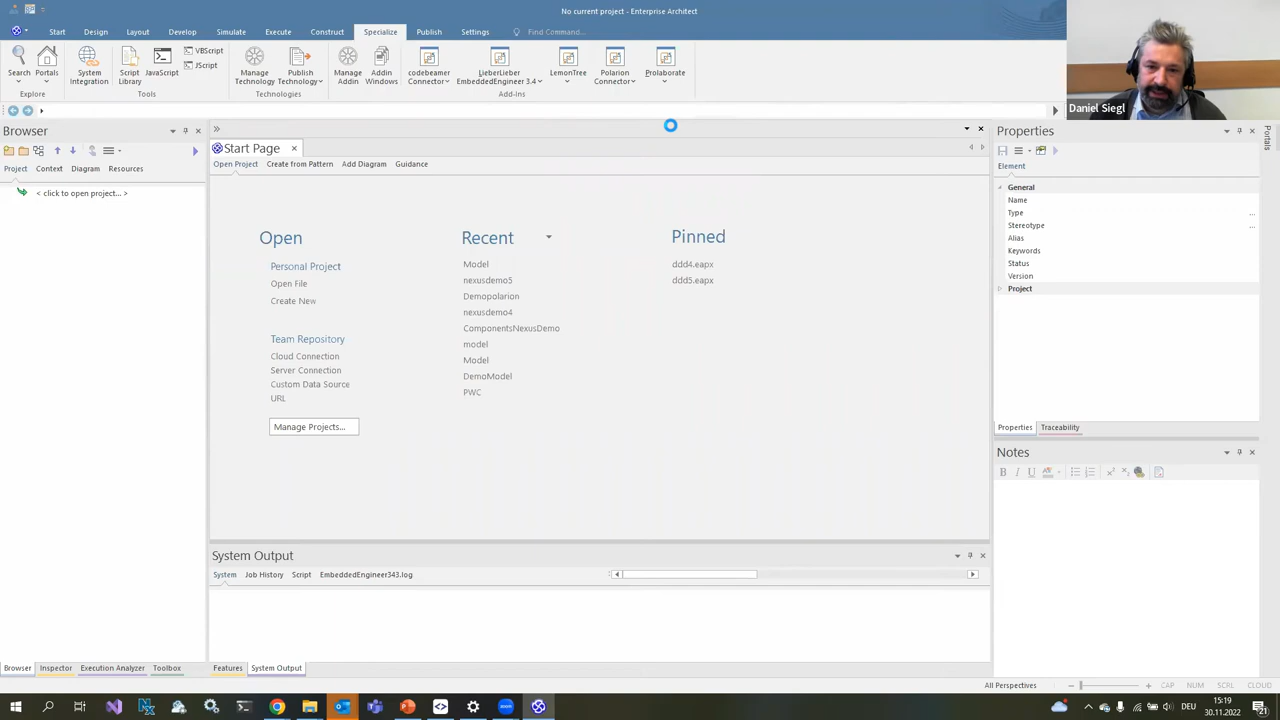 No current project - Enterprise Architect
Start Design Layout Develop Simulate Execute Construct Specialize Publish Settings Find Command...
Search Portals System Integration Script Library JavaScript VBScript JScript Manage Technology Publish Technology Manage Addin Addin Windows codebeamer Connector LieberLieber EmbeddedEngineer 3.4 LemonTree Polarion Connector Prolaborate
Explore Tools Technologies Add-Ins
Daniel Siegl
Browser
Project Context Diagram Resources
< click to open project... >
Start Page
Open Project Create from Pattern Add Diagram Guidance
Open
Personal Project
Open File
Create New
Team Repository
Cloud Connection
Server Connection
Custom Data Source
URL
Manage Projects...
Recent
Model
nexusdemo5
Demopolarion
nexusdemo4
ComponentsNexusDemo
model
Model
DemoModel
PWC
Pinned
ddd4.eapx
ddd5.eapx
Properties
Element
General
Name
Type ...
Stereotype ...
Alias
Keywords
Status
Version
Project
Properties Traceability
Notes
B I U
Portals
System Output
System Job History Script EmbeddedEngineer343.log
Browser Inspector Execution Analyzer Toolbox
Features System Output
All Perspectives CAP NUM SCRL CLOUD
DEU
15:19
30.11.2022
21